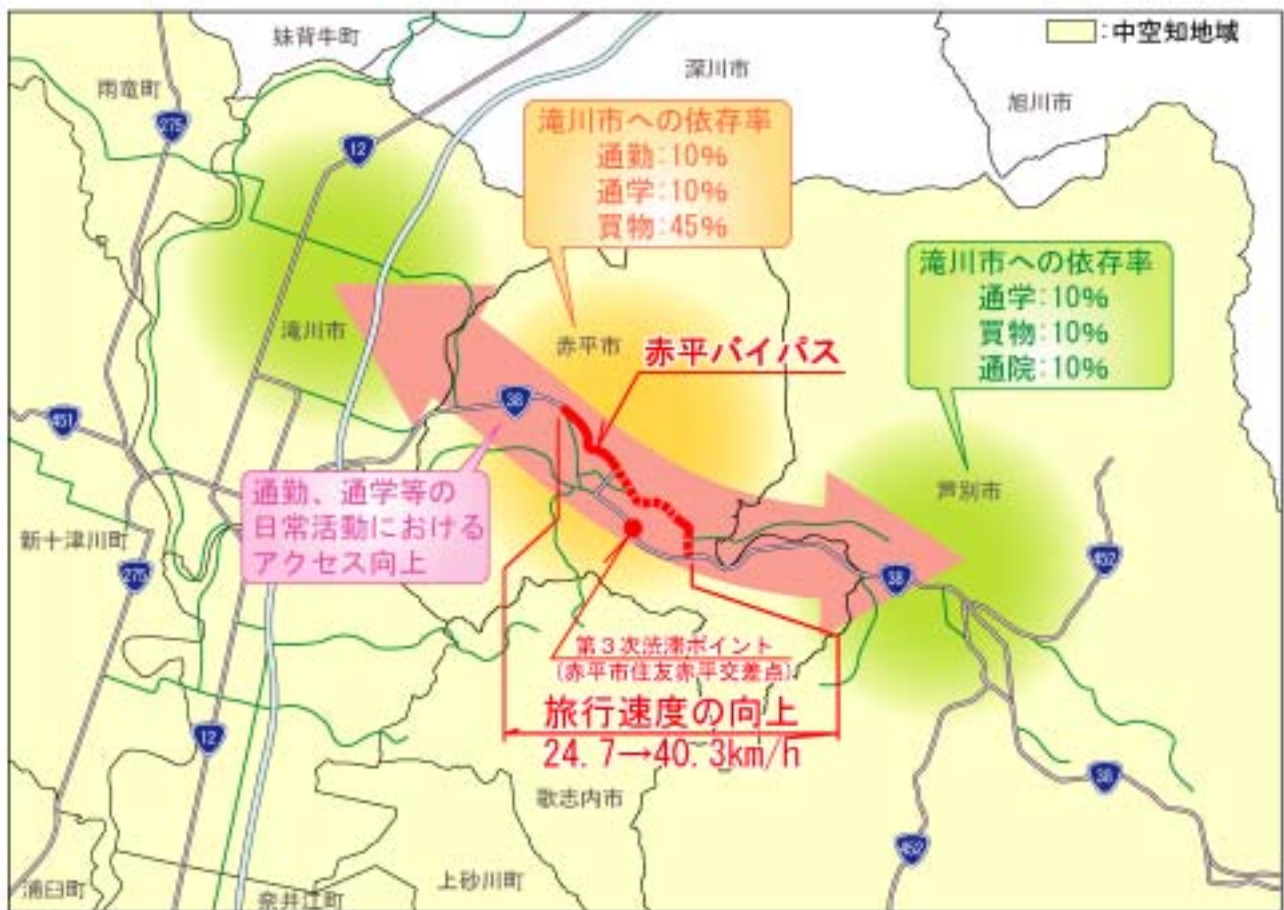 :中空知地域
妹背牛町
深川市
雨竜町
旭川市
275
12
滝川市への依存率
通勤:10%
通学:10%
買物:45%
滝川市への依存率
通学:10%
買物:10%
通院:10%
滝川市
赤平市
赤平バイパス
38
451
芦別市
通勤、通学等の
日常活動における
アクセス向上
新十津川町
275
452
38
第3次渋滞ポイント
(赤平市住友赤平交差点)
旅行速度の向上
24.7→40.3km/h
12
38
歌志内市
452
上砂川町
浦臼町
奈井江町